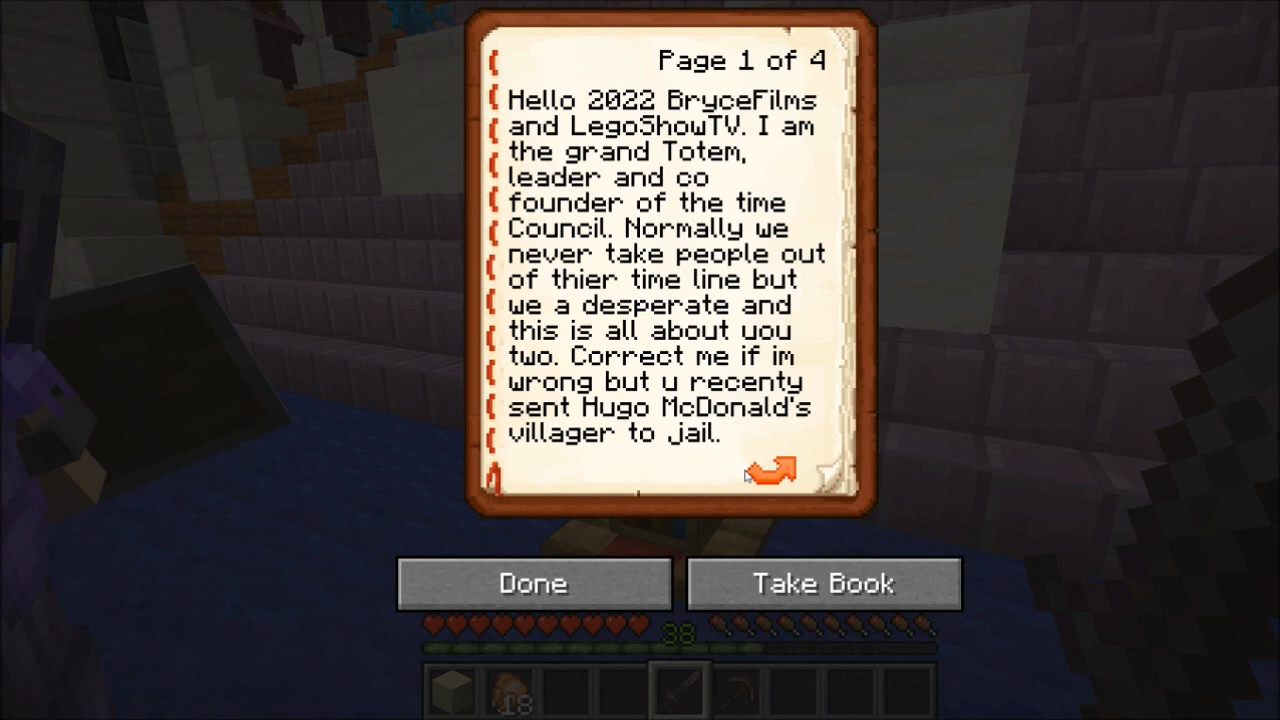 Page 1 of 4
Hello 2022 BryceFilms
and LegoShowTV. I am
the grand Totem,
leader and co
founder of the time
Council. Normally we
never take people out
of thier time line but
we a desperate and
this is all about you
two. Correct me if im
wrong but u recenty
sent Hugo McDonald's
villager to jail.
Done
Take Book
38
18